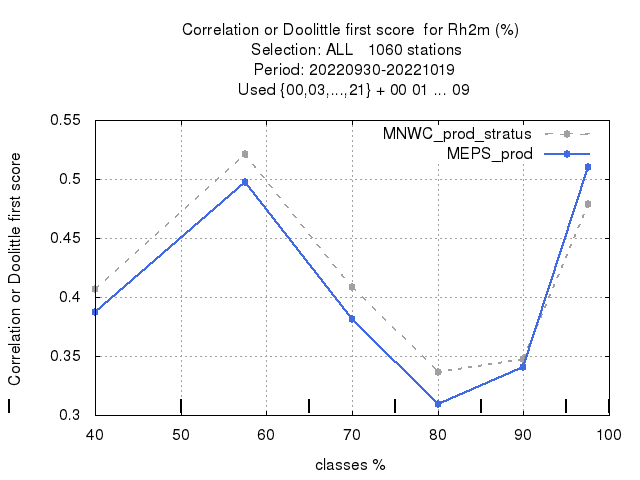 Correlation or Doolittle first score  for Rh2m (%)
Selection: ALL   1060 stations
Period: 20220930-20221019
Used {00,03,...,21} + 00 01 ... 09
MNWC_prod_stratus
MEPS_prod
Correlation or Doolittle first score
0.55
0.5
0.45
0.4
0.35
0.3
40 50 60 70 80 90 100
classes %